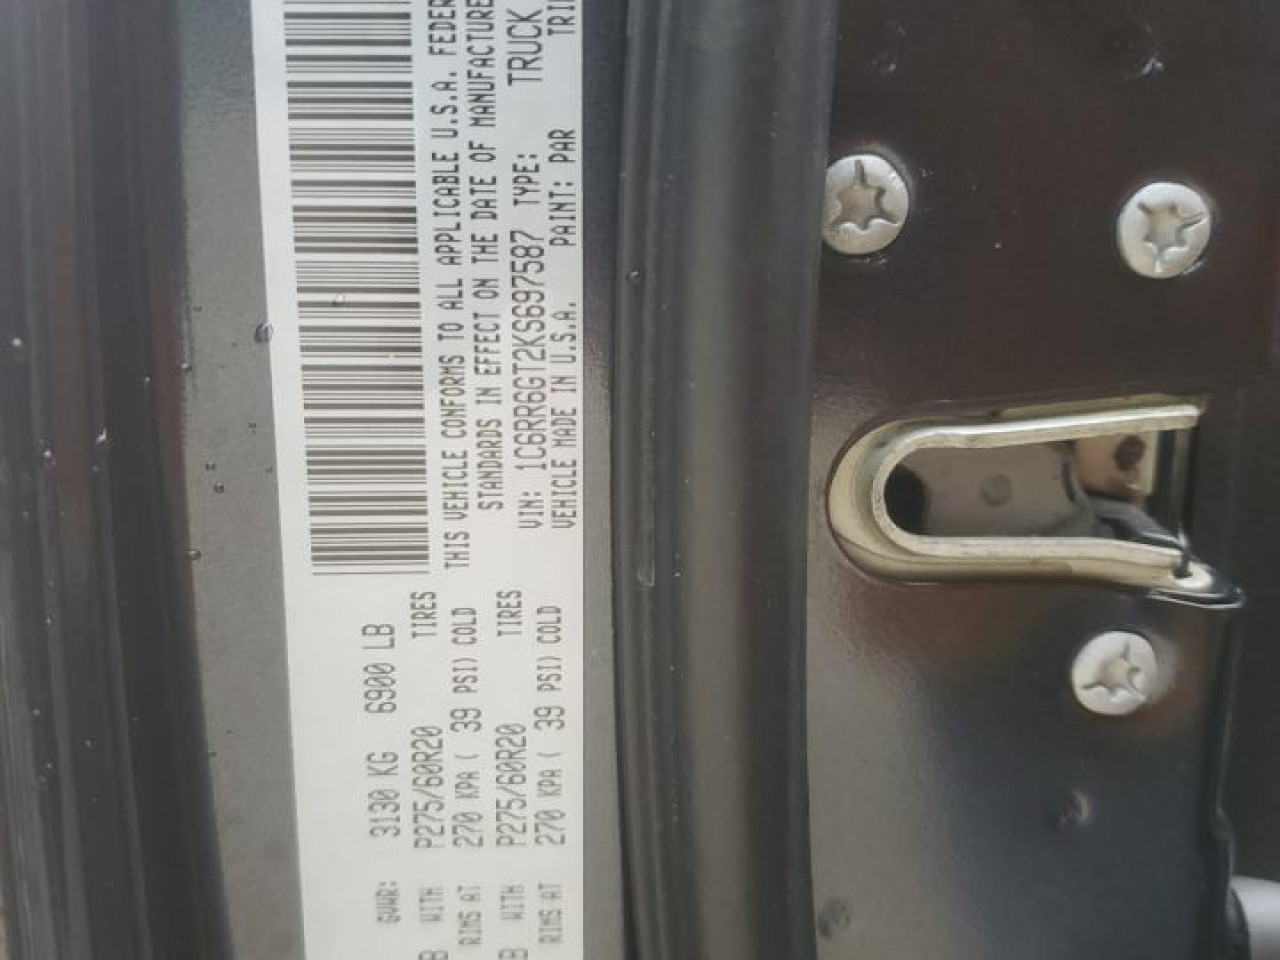 GVWR: 3130 KG 6900 LB
B WITH P275/60R20 TIRES
RIMS AT 270 KPA ( 39 PSI) COLD
B WITH P275/60R20 TIRES
RIMS AT 270 KPA ( 39 PSI) COLD
THIS VEHICLE CONFORMS TO ALL APPLICABLE U.S.A. FEDER
STANDARDS IN EFFECT ON THE DATE OF MANUFACTURE
VIN: 1C6RR6GT2KS697587 TYPE: TRUCK
VEHICLE MADE IN U.S.A. PAINT: PAR TRI